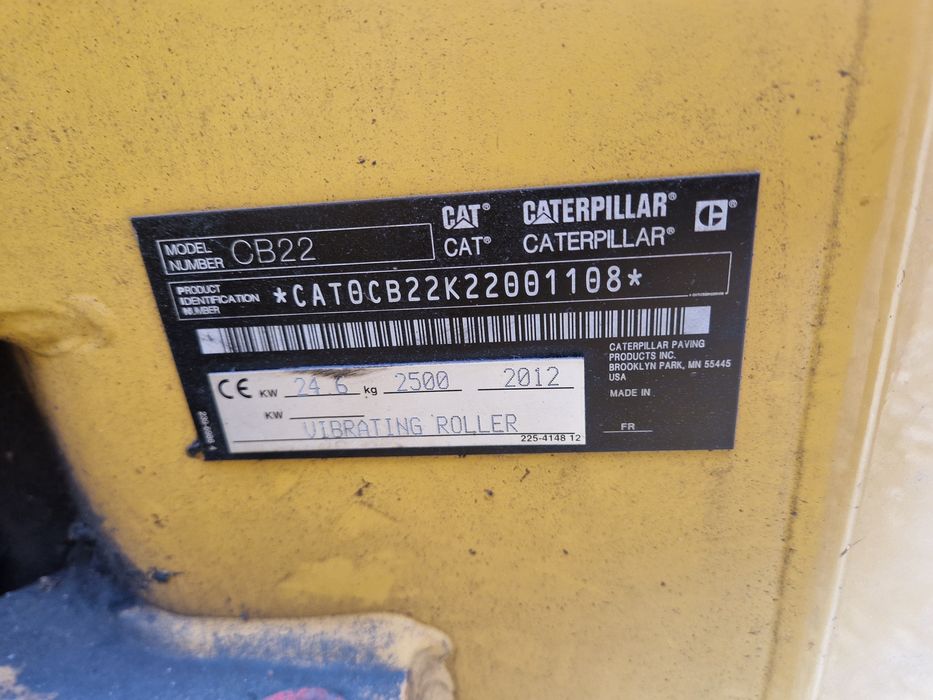 CAT® CATERPILLAR® ®
MODEL NUMBER CB22 CAT® CATERPILLAR®
PRODUCT IDENTIFICATION NUMBER *CAT0CB22K22001108*
CATERPILLAR PAVING
PRODUCTS INC.
BROOKLYN PARK, MN 55445
USA
MADE IN
FR
CE KW 24.6 kg 2500 2012
KW
VIBRATING ROLLER
225-4148 12